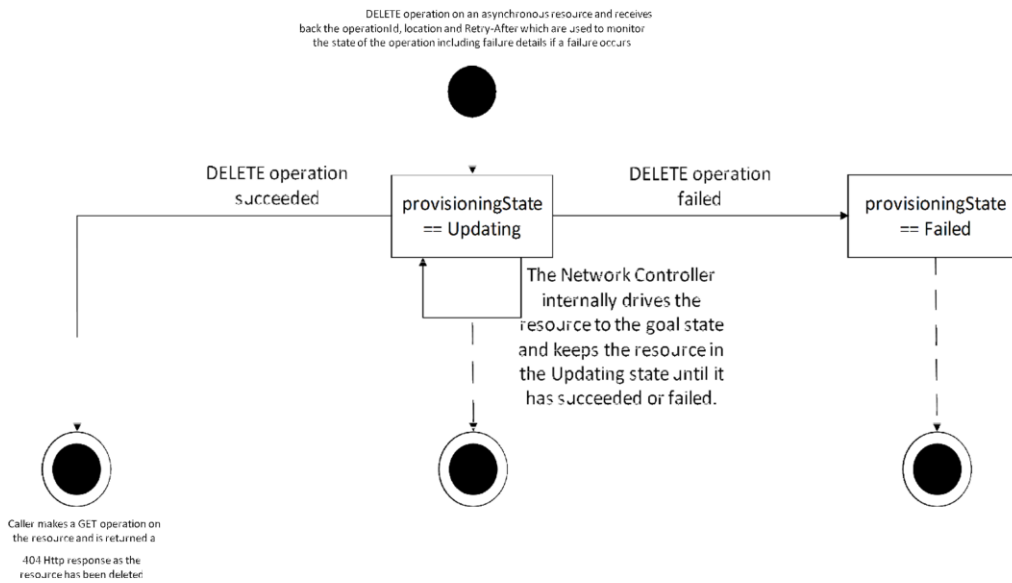 DELETE operation on an asynchronous resource and receives
back the operationId, location and Retry-After which are used to monitor
the state of the operation including failure details if a failure occurs
DELETE operation
succeeded
provisioningState
== Updating
DELETE operation
failed
provisioningState
== Failed
The Network Controller
internally drives the
resource to the goal state
and keeps the resource in
the Updating state until it
has succeeded or failed.
Caller makes a GET operation on
the resource and is returned a
404 Http response as the
resource has been deleted